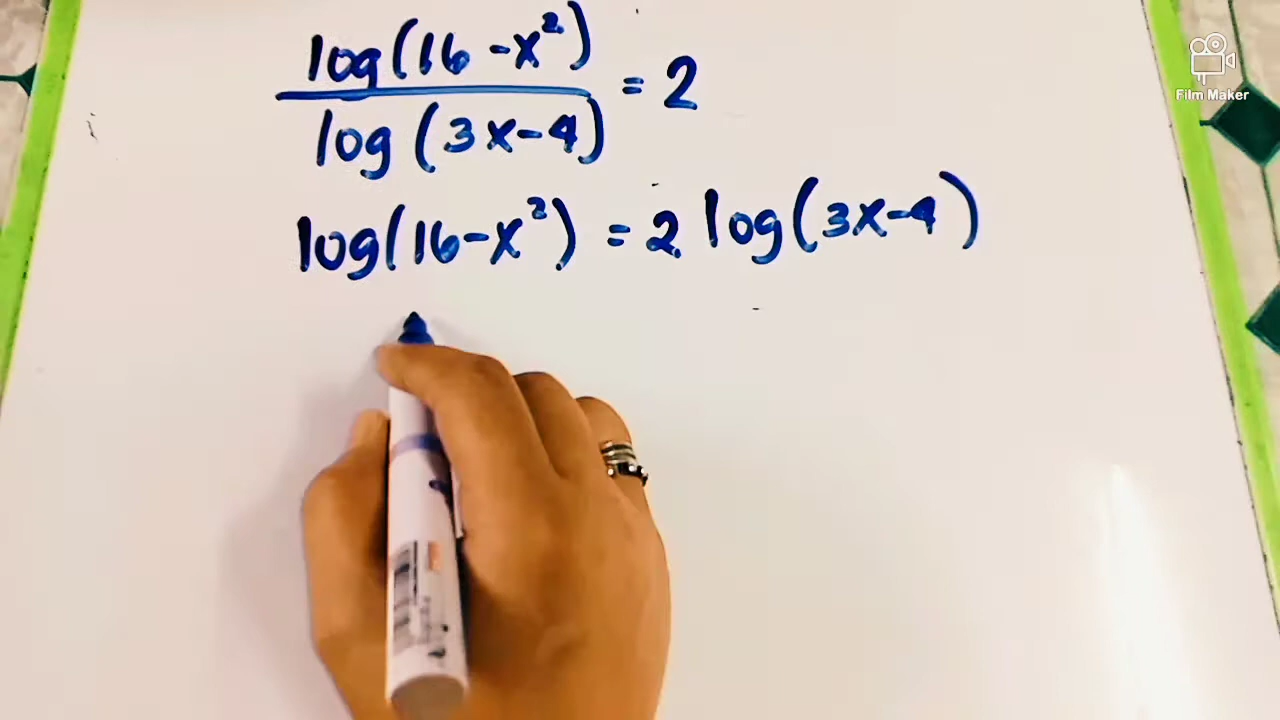 log(16-x²)
log(3x-4) = 2
log(16-x²) = 2 log(3x-4)
Film Maker